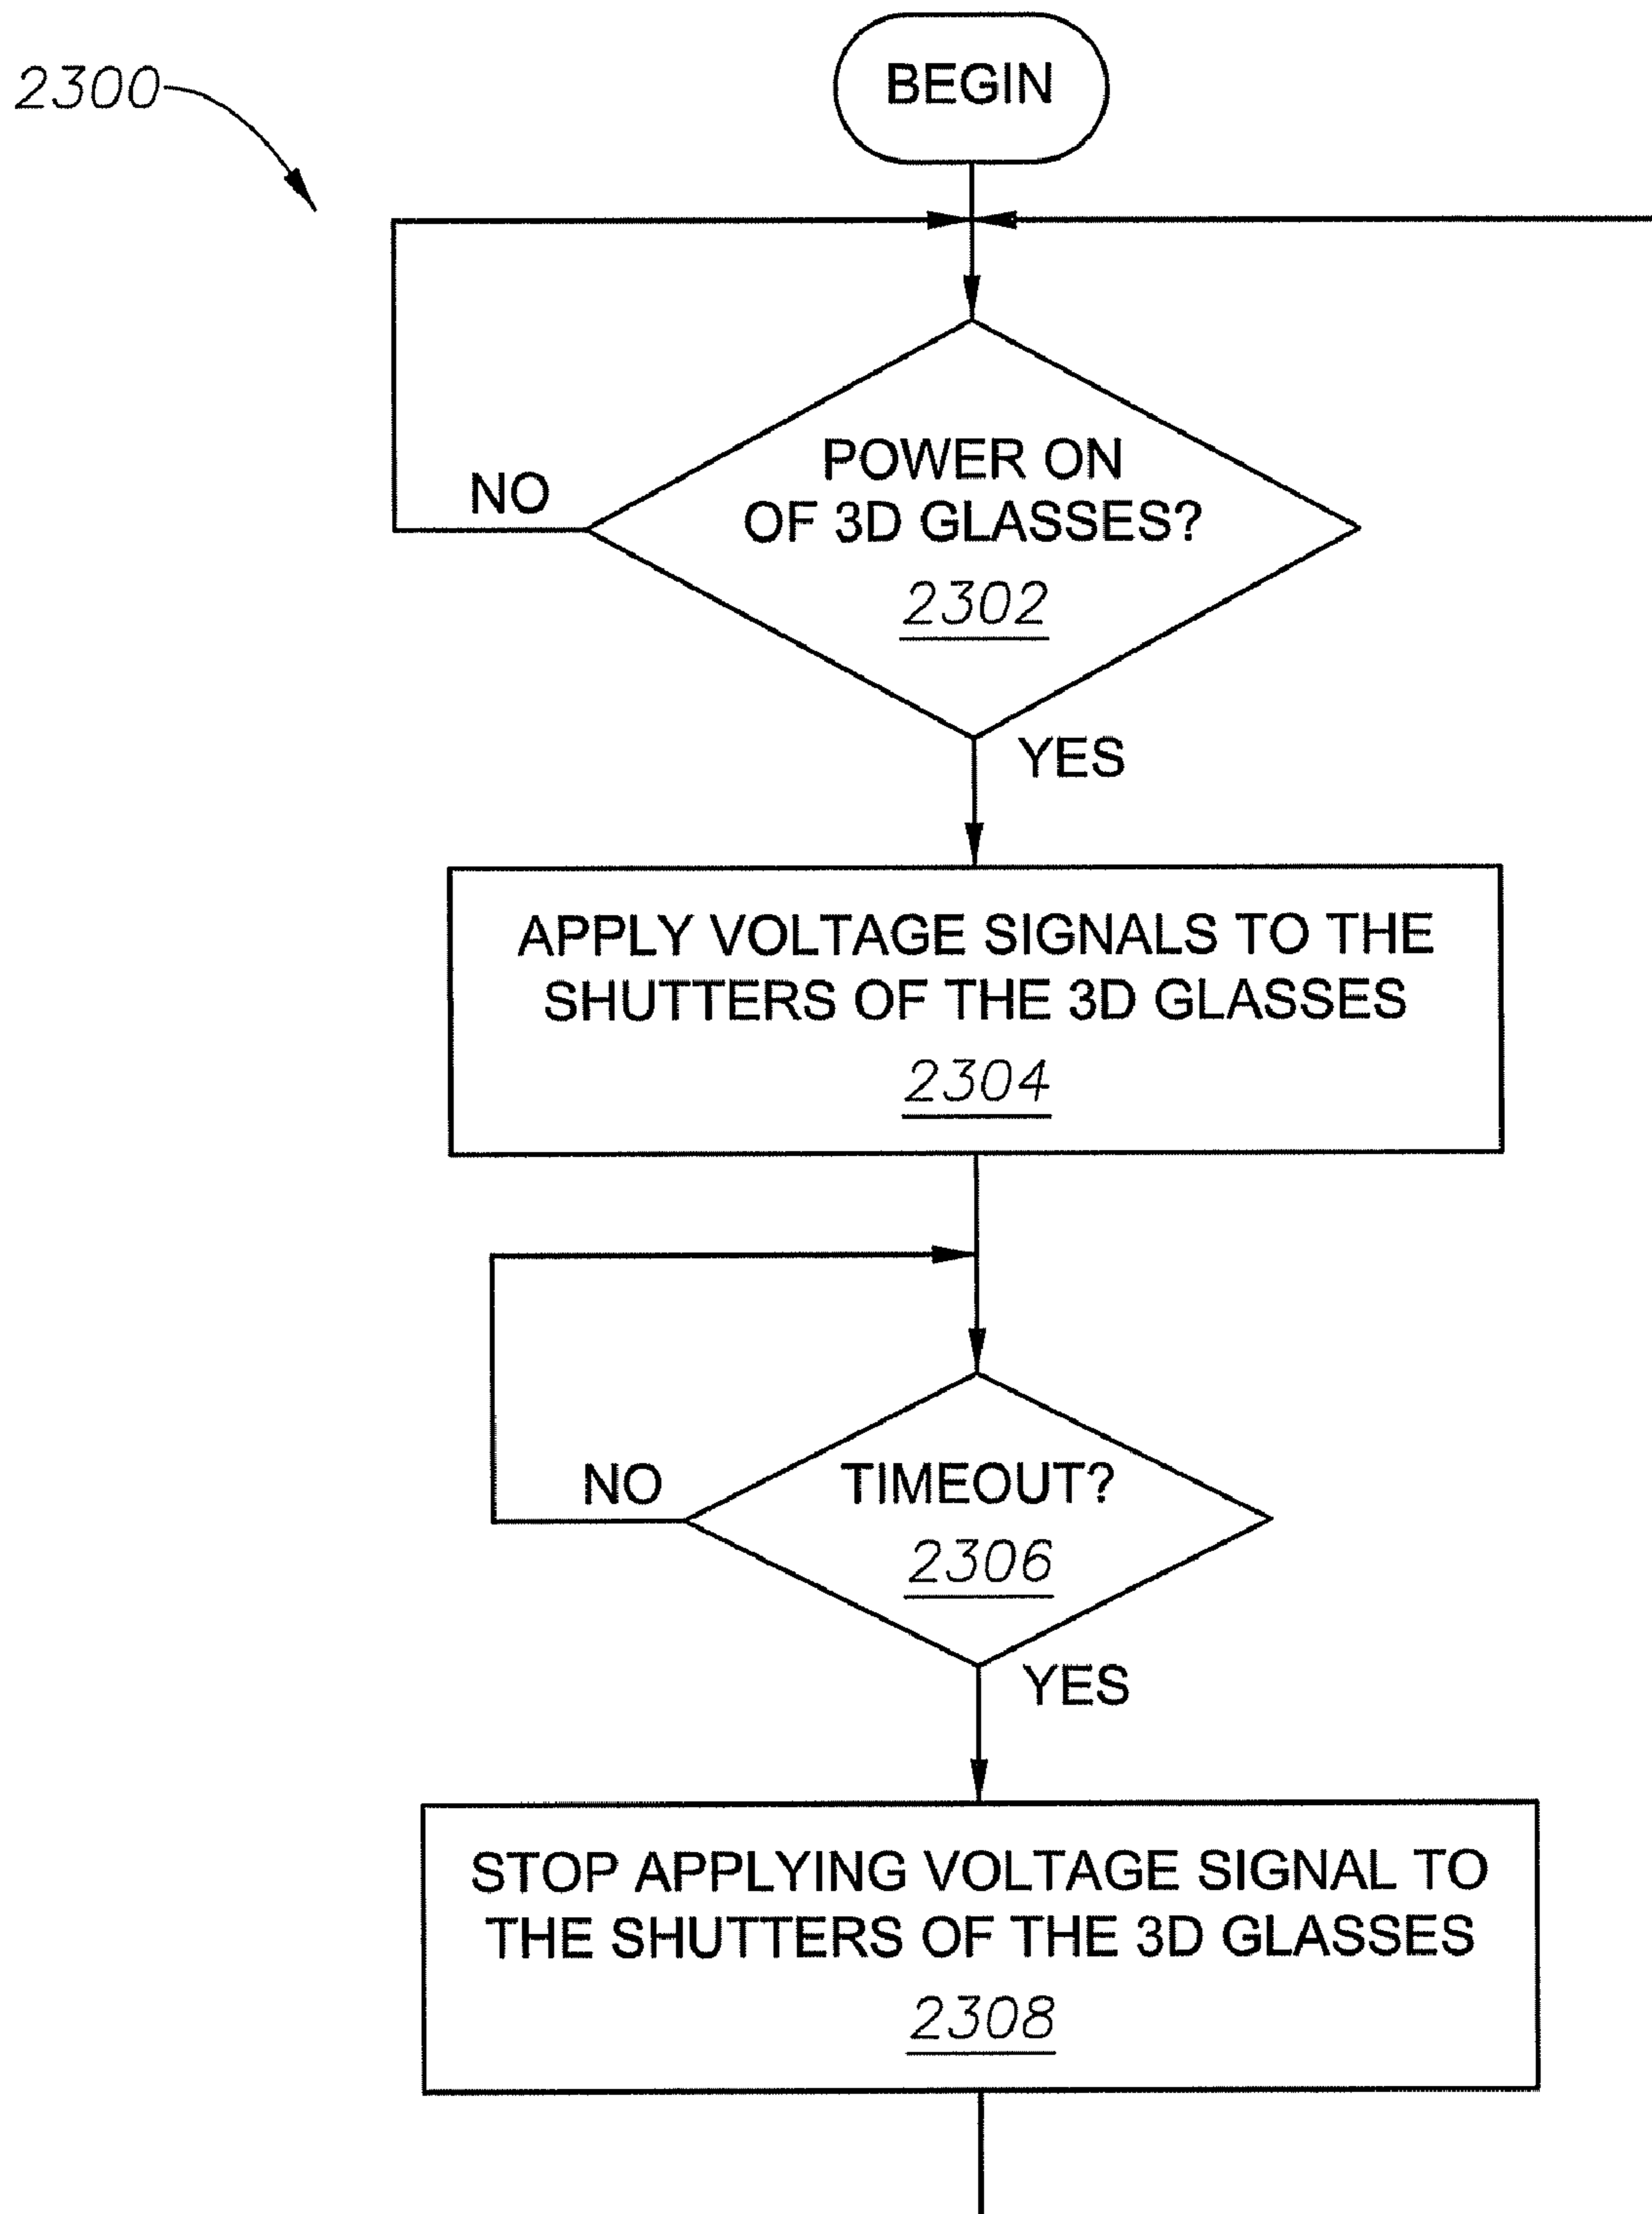 2300
BEGIN
POWER ON
OF 3D GLASSES?
2302
NO
YES
APPLY VOLTAGE SIGNALS TO THE
SHUTTERS OF THE 3D GLASSES
2304
NO
TIMEOUT?
2306
YES
STOP APPLYING VOLTAGE SIGNAL TO
THE SHUTTERS OF THE 3D GLASSES
2308